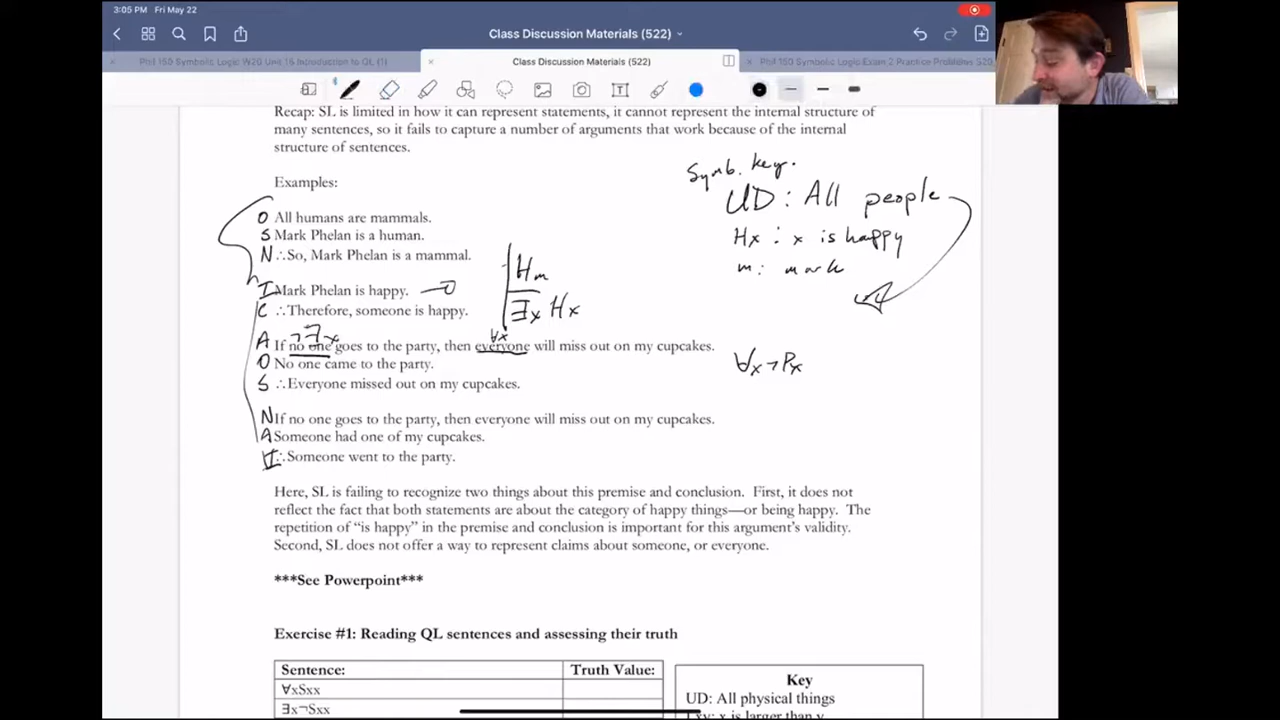 3:05 PM Fri May 22
Class Discussion Materials (522)
Phil 150 Symbolic Logic W20 Unit 16 Introduction to QL (1)
Class Discussion Materials (522)
Phil 150 Symbolic Logic Exam 2 Practice Problems S20
Recap: SL is limited in how it can represent statements, it cannot represent the internal structure of
many sentences, so it fails to capture a number of arguments that work because of the internal
structure of sentences.
Symb. key.
Examples:
UD: All people
O All humans are mammals.
S Mark Phelan is a human.
Hx : x is happy
N ∴So, Mark Phelan is a mammal.
m: mark
Hm
I Mark Phelan is happy.
C ∴Therefore, someone is happy.
∃x Hx
¬∃x
∀x
A If no one goes to the party, then everyone will miss out on my cupcakes.
O No one came to the party.
∀x¬Px
S ∴Everyone missed out on my cupcakes.
N If no one goes to the party, then everyone will miss out on my cupcakes.
A Someone had one of my cupcakes.
∴Someone went to the party.
Here, SL is failing to recognize two things about this premise and conclusion. First, it does not
reflect the fact that both statements are about the category of happy things—or being happy. The
repetition of “is happy” in the premise and conclusion is important for this argument’s validity.
Second, SL does not offer a way to represent claims about someone, or everyone.
***See Powerpoint***
Exercise #1: Reading QL sentences and assessing their truth
Sentence: Truth Value:
∀xSxx
∃x¬Sxx
Key
UD: All physical things
Lxy: x is larger than y